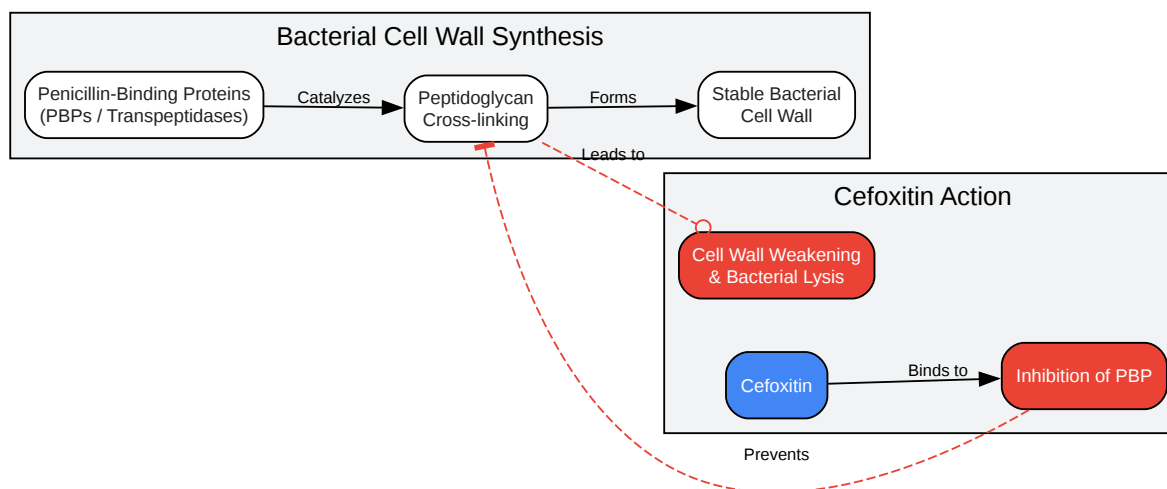 Bacterial Cell Wall Synthesis
Penicillin-Binding Proteins
(PBPs / Transpeptidases)
Catalyzes
Peptidoglycan
Cross-linking
Forms
Stable Bacterial
Cell Wall
Leads to
Cefoxitin Action
Cell Wall Weakening
& Bacterial Lysis
Cefoxitin
Binds to
Inhibition of PBP
Prevents